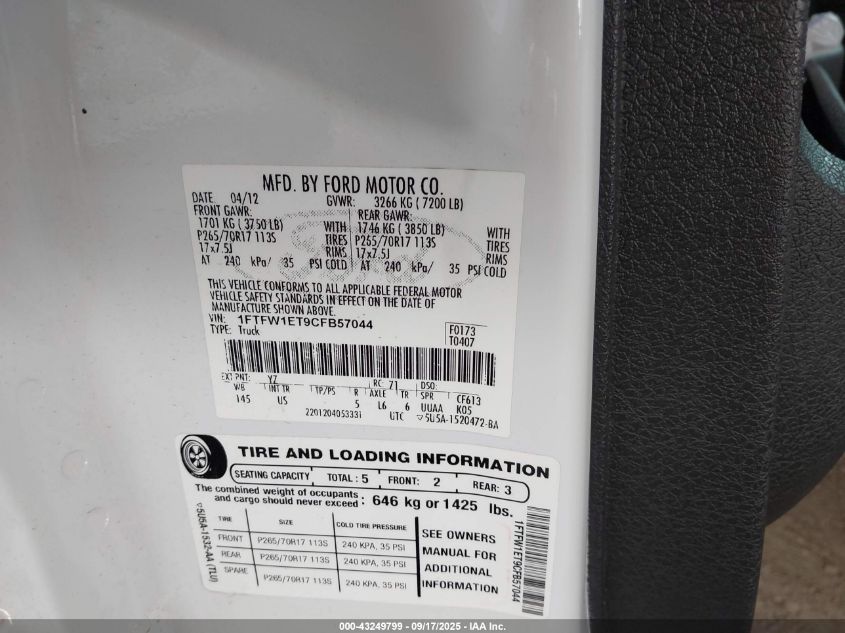 MFD. BY FORD MOTOR CO.
DATE: 04/12 GVWR: 3266 KG ( 7200 LB)
FRONT GAWR: REAR GAWR:
1701 KG ( 3750 LB) WITH 1746 KG ( 3850 LB) WITH
P265/70R17 113S TIRES P265/70R17 113S TIRES
17x7.5J RIMS 17x7.5J RIMS
AT 240 kPa/ 35 PSI COLD AT 240 kPa/ 35 PSI COLD
THIS VEHICLE CONFORMS TO ALL APPLICABLE FEDERAL MOTOR
VEHICLE SAFETY STANDARDS IN EFFECT ON THE DATE OF
MANUFACTURE SHOWN ABOVE.
VIN: 1FTFW1ET9CFB57044 F0173
TYPE: Truck T0407
EXT PNT: YZ RC: 71 DSO:
WB INT TR TP/PS R AXLE TR SPR CF613
145 US 5 L6 6 UUAA K05
220120405333i UTC 5U5A-1520472-BA
TIRE AND LOADING INFORMATION
SEATING CAPACITY TOTAL : 5 FRONT: 2 REAR: 3
The combined weight of occupants
and cargo should never exceed : 646 kg or 1425 lbs.
TIRE SIZE COLD TIRE PRESSURE
FRONT P265/70R17 113S 240 KPA, 35 PSI
REAR P265/70R17 113S 240 KPA, 35 PSI
SPARE P265/70R17 113S 240 KPA, 35 PSI
SEE OWNERS
MANUAL FOR
ADDITIONAL
INFORMATION
5U5A-1532-AA (TLU)
1FTFW1ET9CFB57044
000-43249799 - 09/17/2025 - IAA Inc.